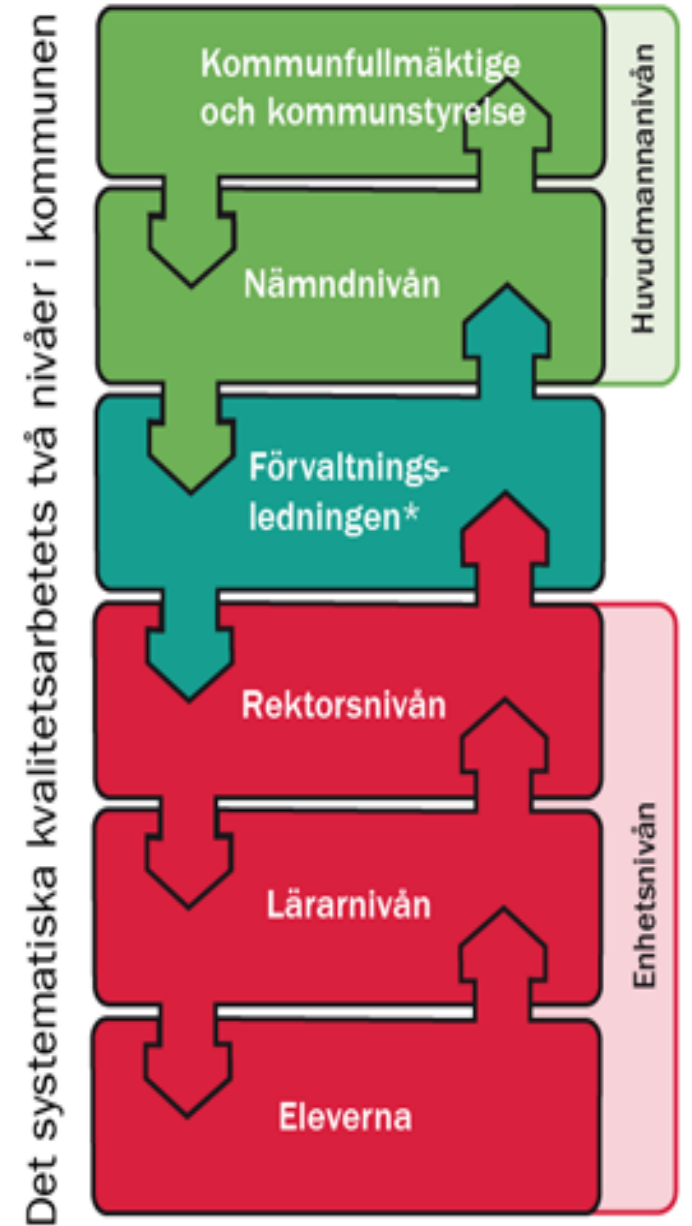 Det systematiska kvalitetsarbetets två nivåer i kommunen
Kommunfullmäktige
och kommunstyrelse
Huvudmannanivån
Nämndnivån
Förvaltnings-
ledningen*
Rektorsnivån
Lärarnivån
Enhetsnivån
Eleverna